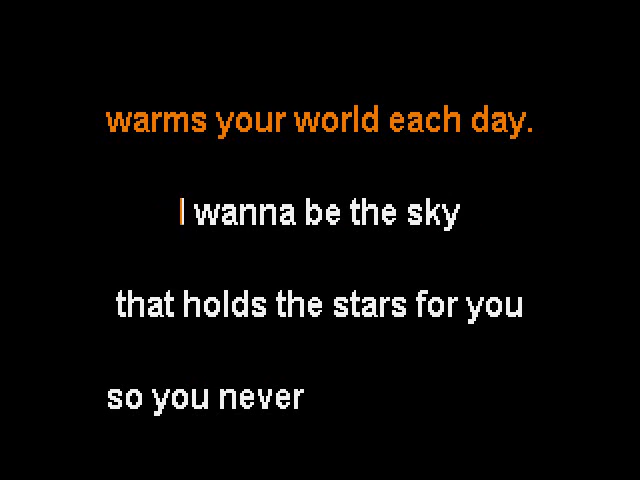 warms your world each day.
I wanna be the sky
that holds the stars for you
so you never